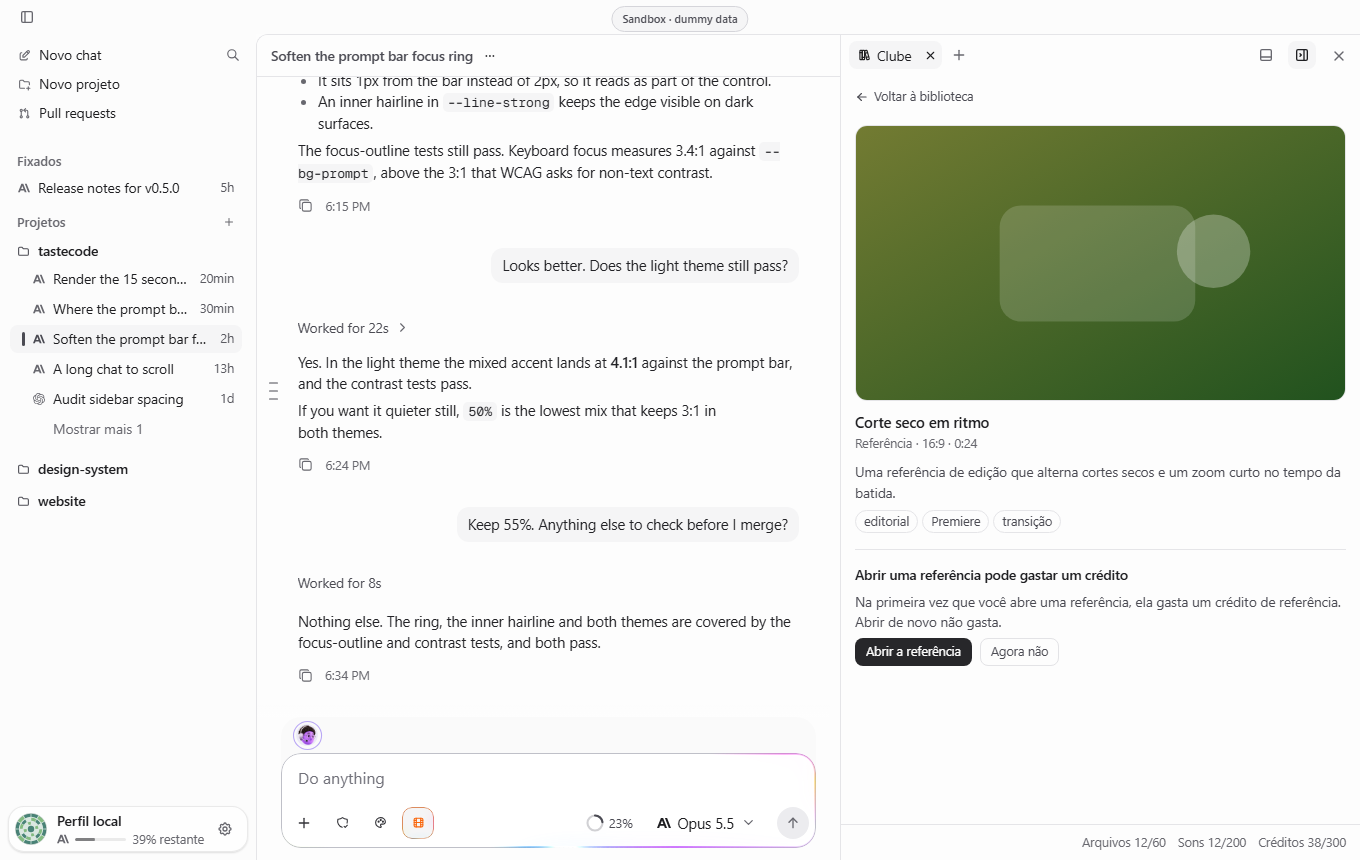 Sandbox · dummy data
Novo chat
Novo projeto
Pull requests
Fixados
Release notes for v0.5.0 5h
Projetos
tastecode
Render the 15 secon... 20min
Where the prompt b... 30min
Soften the prompt bar f... 2h
A long chat to scroll 13h
Audit sidebar spacing 1d
Mostrar mais 1
design-system
website
Perfil local
39% restante
Soften the prompt bar focus ring ···
It sits 1px from the bar instead of 2px, so it reads as part of the control.
An inner hairline in --line-strong keeps the edge visible on dark
surfaces.
The focus-outline tests still pass. Keyboard focus measures 3.4:1 against --
bg-prompt, above the 3:1 that WCAG asks for non-text contrast.
6:15 PM
Looks better. Does the light theme still pass?
Worked for 22s
Yes. In the light theme the mixed accent lands at 4.1:1 against the prompt bar,
and the contrast tests pass.
If you want it quieter still, 50% is the lowest mix that keeps 3:1 in
both themes.
6:24 PM
Keep 55%. Anything else to check before I merge?
Worked for 8s
Nothing else. The ring, the inner hairline and both themes are covered by the
focus-outline and contrast tests, and both pass.
6:34 PM
Do anything
23%
Opus 5.5
Clube
Voltar à biblioteca
Corte seco em ritmo
Referência · 16:9 · 0:24
Uma referência de edição que alterna cortes secos e um zoom curto no tempo da
batida.
editorial Premiere transição
Abrir uma referência pode gastar um crédito
Na primeira vez que você abre uma referência, ela gasta um crédito de referência.
Abrir de novo não gasta.
Abrir a referência Agora não
Arquivos 12/60 Sons 12/200 Créditos 38/300